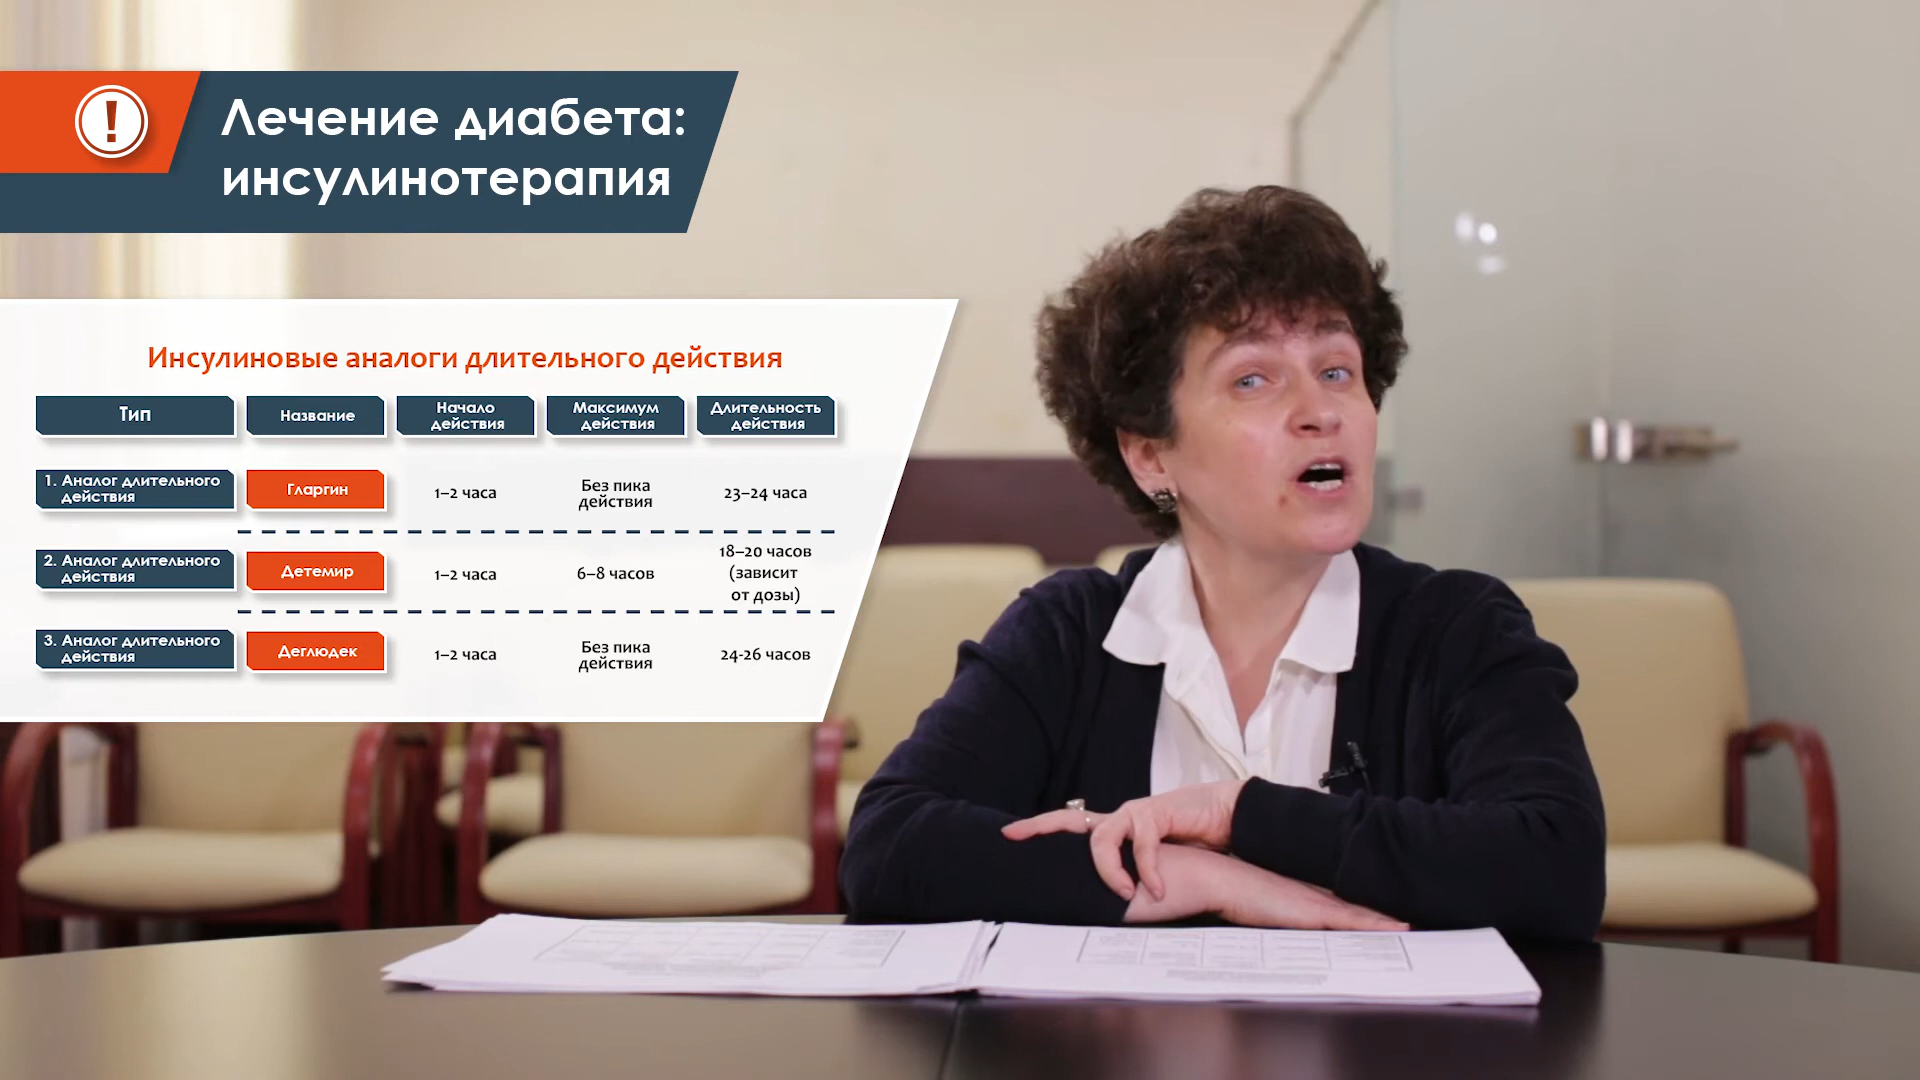 !
Лечение диабета:
инсулинотерапия
Инсулиновые аналоги длительного действия
Тип
Название
Начало
действия
Максимум
действия
Длительность
действия
1. Аналог длительного
действия
Гларгин
1–2 часа
Без пика
действия
23–24 часа
2. Аналог длительного
действия
Детемир
1–2 часа
6–8 часов
18–20 часов
(зависит
от дозы)
3. Аналог длительного
действия
Деглюдек
1–2 часа
Без пика
действия
24-26 часов